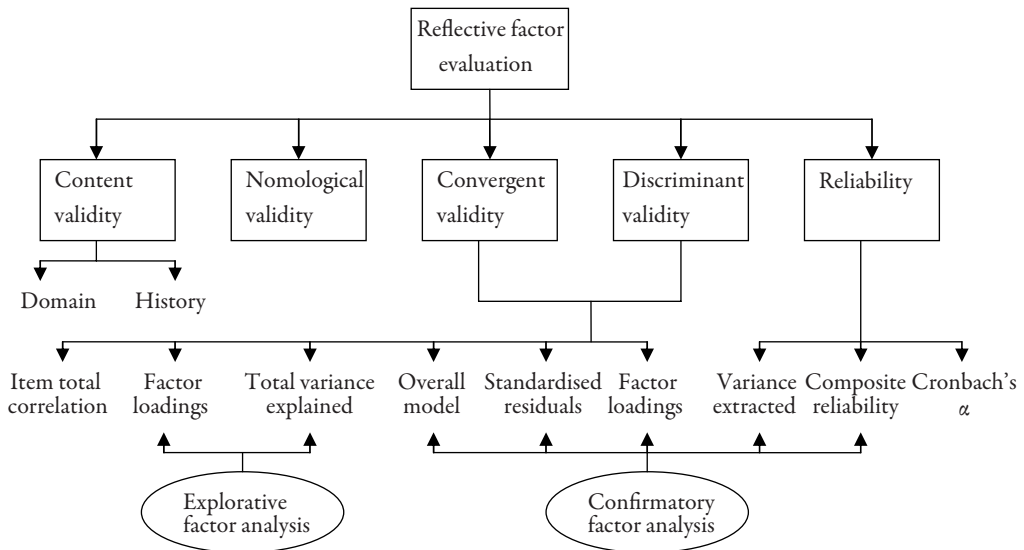 Reflective factor
evaluation
Content
validity
Nomological
validity
Convergent
validity
Discriminant
validity
Reliability
Domain
History
Item total
correlation
Factor
loadings
Total variance
explained
Overall
model
Standardised
residuals
Factor
loadings
Variance
extracted
Composite
reliability
Cronbach's
α
Explorative
factor analysis
Confirmatory
factor analysis